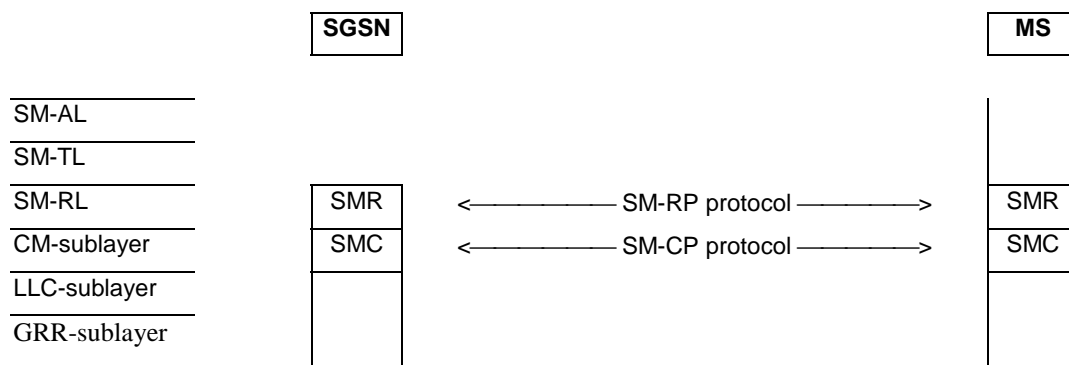 SGSN MS
SM-AL
SM-TL
SM-RL SMR <——————— SM-RP protocol ———————> SMR
CM-sublayer SMC <——————— SM-CP protocol ———————> SMC
LLC-sublayer
GRR-sublayer